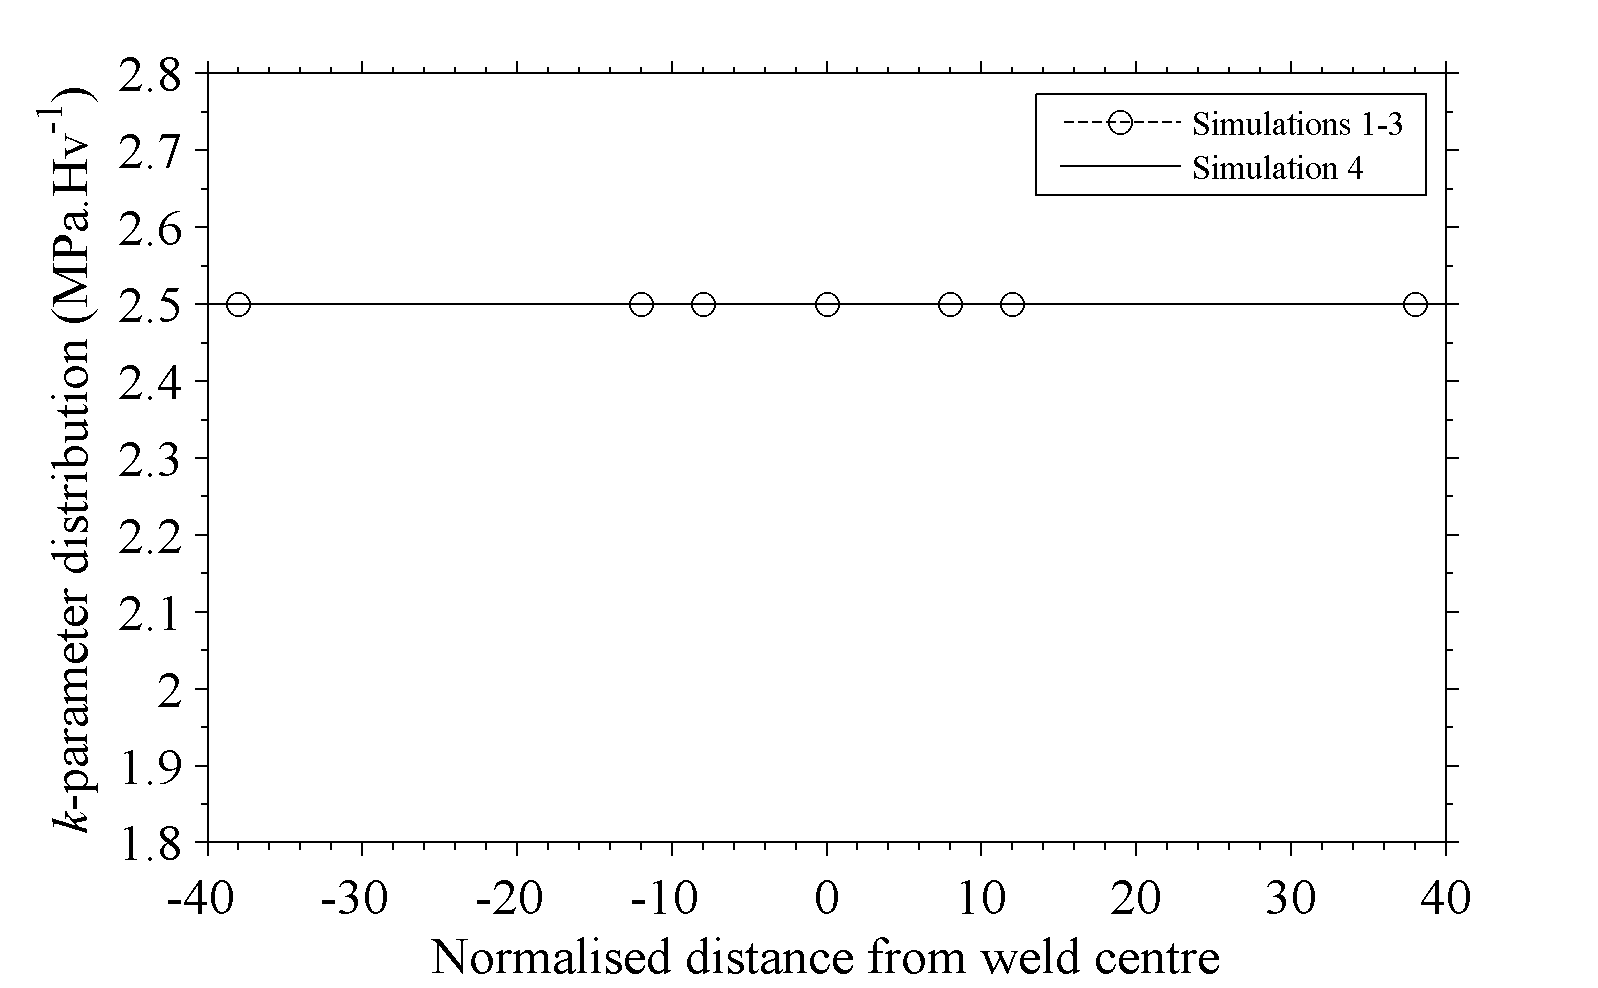 k-parameter distribution (MPa.Hv⁻¹)
2.8
2.7
2.6
2.5
2.4
2.3
2.2
2.1
2
1.9
1.8
Simulations 1-3
Simulation 4
-40 -30 -20 -10 0 10 20 30 40
Normalised distance from weld centre